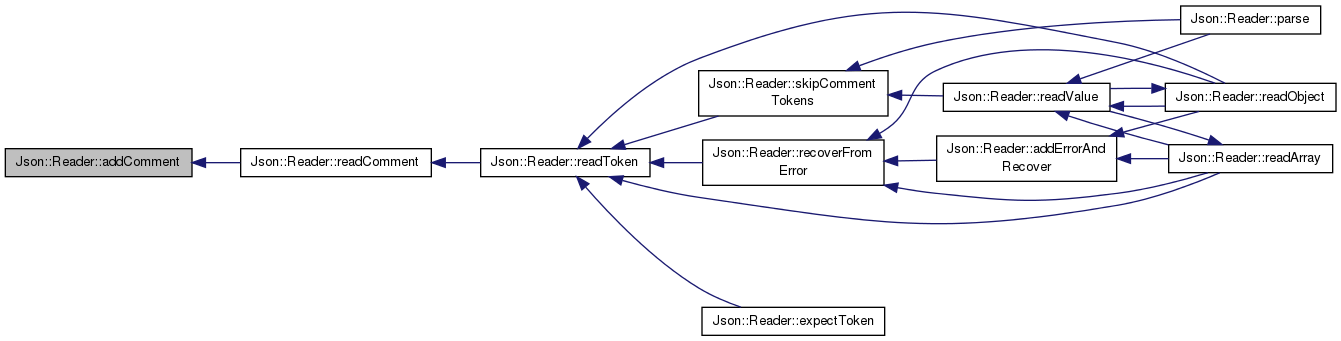 Json::Reader::addComment
Json::Reader::readComment
Json::Reader::readToken
Json::Reader::skipComment
Tokens
Json::Reader::recoverFrom
Error
Json::Reader::expectToken
Json::Reader::readValue
Json::Reader::addErrorAnd
Recover
Json::Reader::parse
Json::Reader::readObject
Json::Reader::readArray